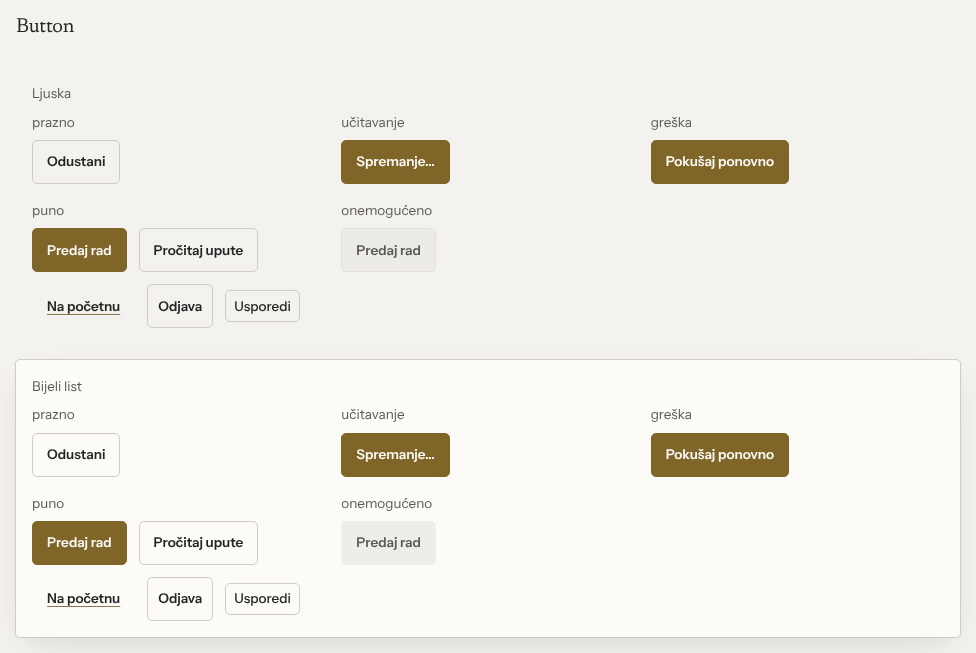 Button
Ljuska
prazno
učitavanje
greška
Odustani
Spremanje…
Pokušaj ponovno
puno
onemogućeno
Predaj rad
Pročitaj upute
Predaj rad
Na početnu
Odjava
Usporedi
Bijeli list
prazno
učitavanje
greška
Odustani
Spremanje…
Pokušaj ponovno
puno
onemogućeno
Predaj rad
Pročitaj upute
Predaj rad
Na početnu
Odjava
Usporedi